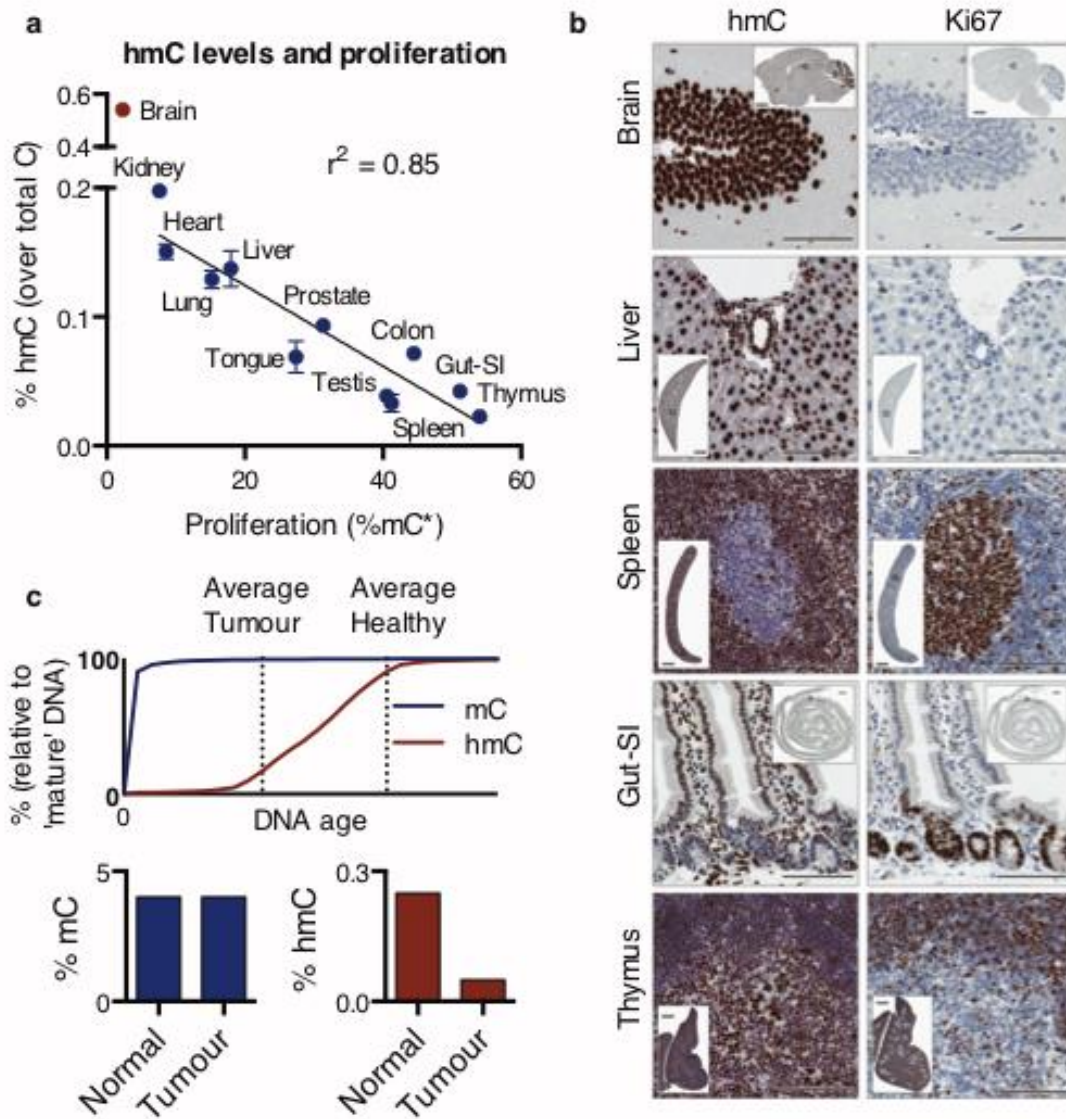 a
hmC levels and proliferation
0.6
0.4
0.2
0.1
0.0
% hmC (over total C)
Brain
Kidney
r² = 0.85
Heart
Liver
Lung
Prostate
Tongue
Colon
Testis
Gut-SI
Thymus
Spleen
0 20 40 60
Proliferation (%mC*)
b
hmC Ki67
Brain
Liver
Spleen
Gut-SI
Thymus
c
Average
Tumour
Average
Healthy
% (relative to
'mature' DNA)
100
0
mC
hmC
0
DNA age
% mC
5
0
Normal
Tumour
% hmC
0.3
0.0
Normal
Tumour